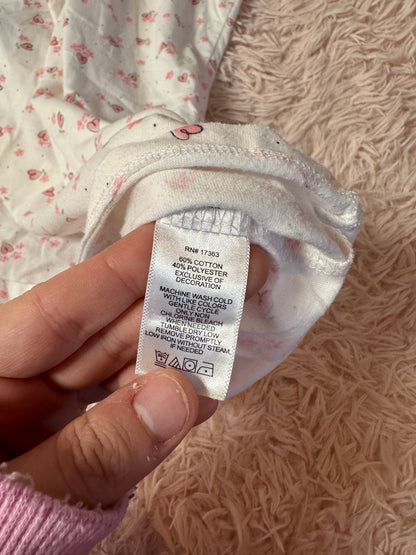 RN# 17363
60% COTTON
40% POLYESTER
EXCLUSIVE OF
DECORATION
MACHINE WASH COLD
WITH LIKE COLORS
GENTLE CYCLE
ONLY NON
CHLORINE BLEACH
WHEN NEEDED
TUMBLE DRY LOW
REMOVE PROMPTLY
LOW IRON WITHOUT STEAM,
IF NEEDED